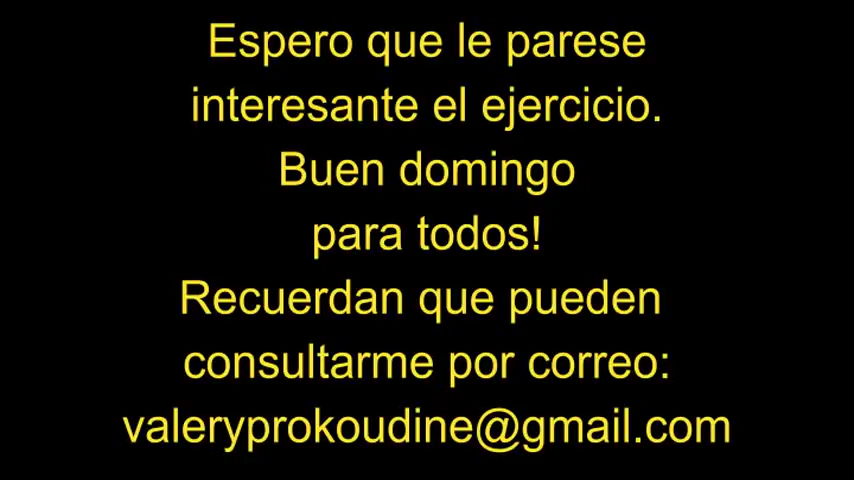 Espero que le parese
interesante el ejercicio.
Buen domingo
para todos!
Recuerdan que pueden
consultarme por correo:
valeryprokoudine@gmail.com